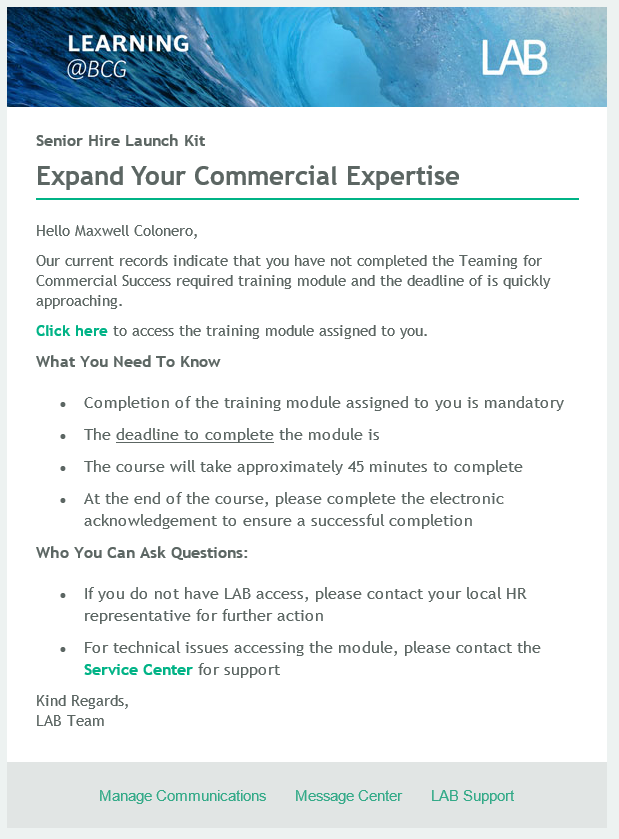 LEARNING
@BCG
LAB
Senior Hire Launch Kit
Expand Your Commercial Expertise
Hello Maxwell Colonero,
Our current records indicate that you have not completed the Teaming for
Commercial Success required training module and the deadline of is quickly
approaching.
Click here to access the training module assigned to you.
What You Need To Know
• Completion of the training module assigned to you is mandatory
• The deadline to complete the module is
• The course will take approximately 45 minutes to complete
• At the end of the course, please complete the electronic
acknowledgement to ensure a successful completion
Who You Can Ask Questions:
• If you do not have LAB access, please contact your local HR
representative for further action
• For technical issues accessing the module, please contact the
Service Center for support
Kind Regards,
LAB Team
Manage Communications Message Center LAB Support